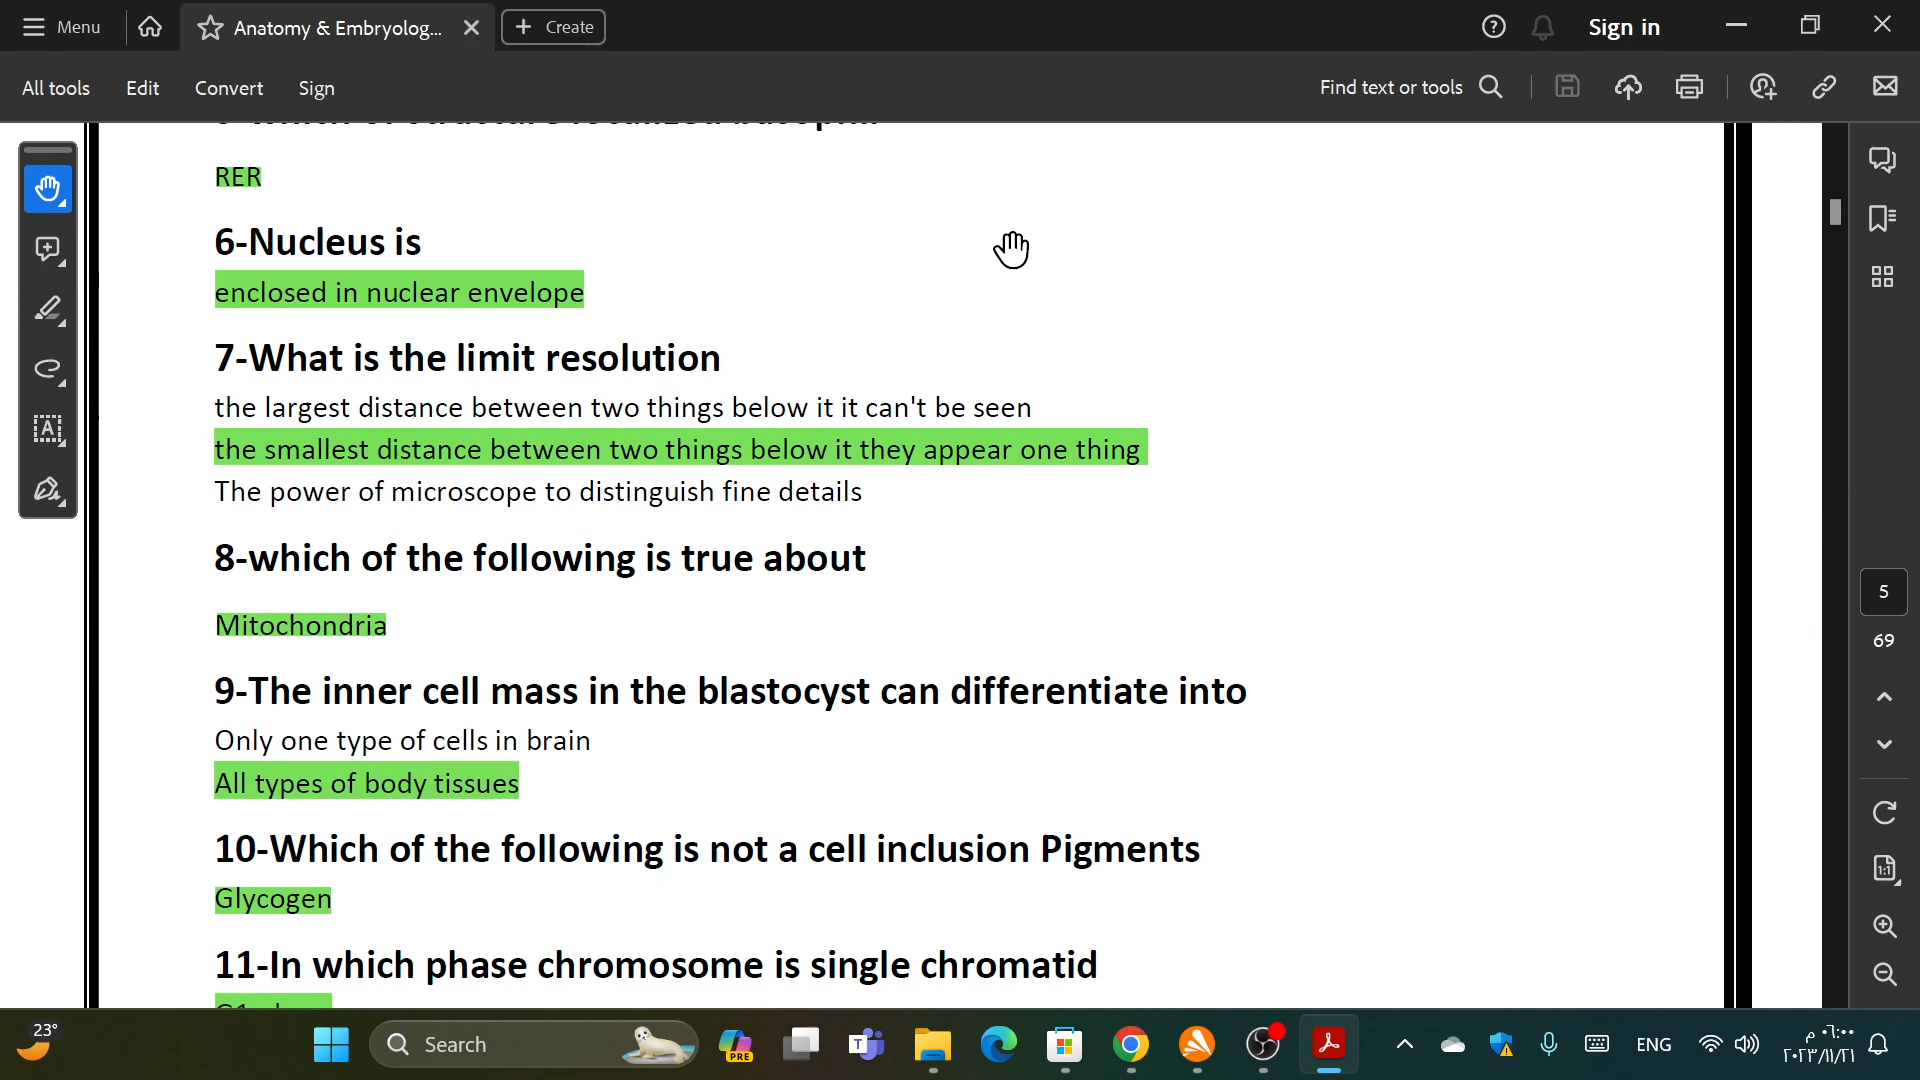 Menu
Anatomy & Embryolog...
Create
Sign in
All tools
Edit
Convert
Sign
Find text or tools
RER
6-Nucleus is
enclosed in nuclear envelope
7-What is the limit resolution
the largest distance between two things below it it can't be seen
the smallest distance between two things below it they appear one thing
The power of microscope to distinguish fine details
8-which of the following is true about
Mitochondria
9-The inner cell mass in the blastocyst can differentiate into
Only one type of cells in brain
All types of body tissues
10-Which of the following is not a cell inclusion Pigments
Glycogen
11-In which phase chromosome is single chromatid
5
69
23°
Search
PRE
ENG
٠٦:٠٠ م
٢٠٢٣/١١/٢١